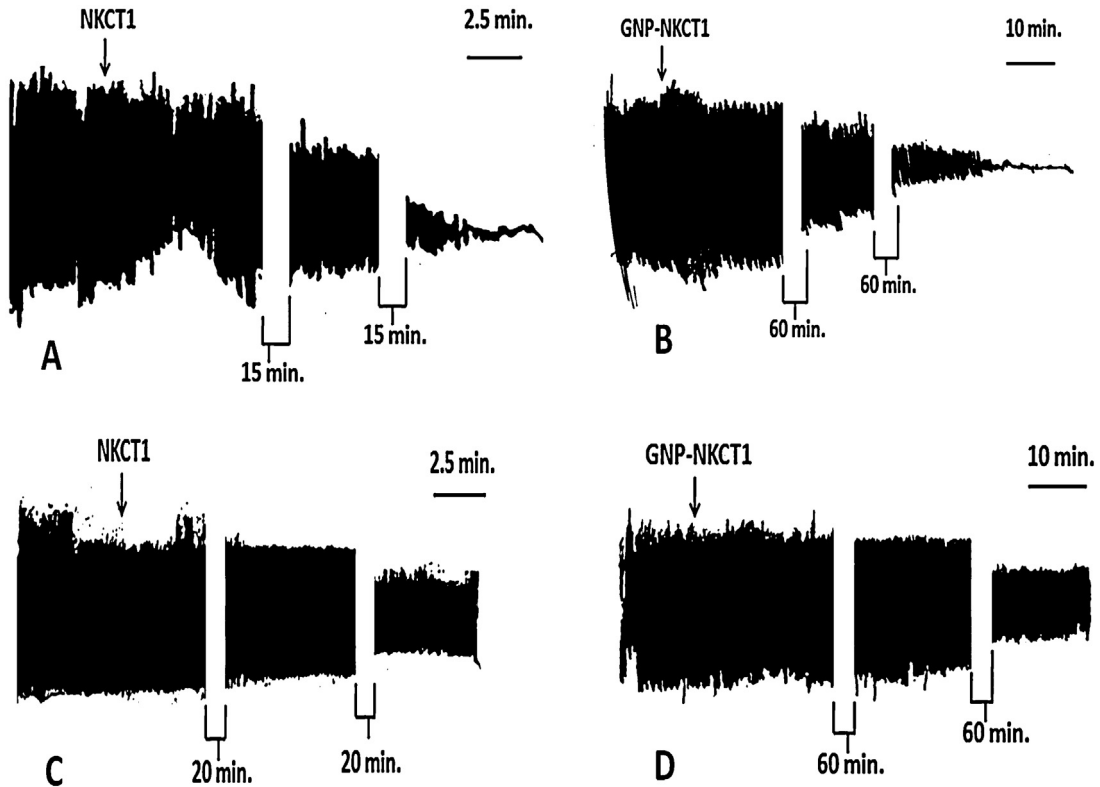 NKCT1
2.5 min.
15 min.
15 min.
A
GNP-NKCT1
10 min.
60 min.
60 min.
B
NKCT1
2.5 min.
20 min.
20 min.
C
GNP-NKCT1
10 min.
60 min.
60 min.
D